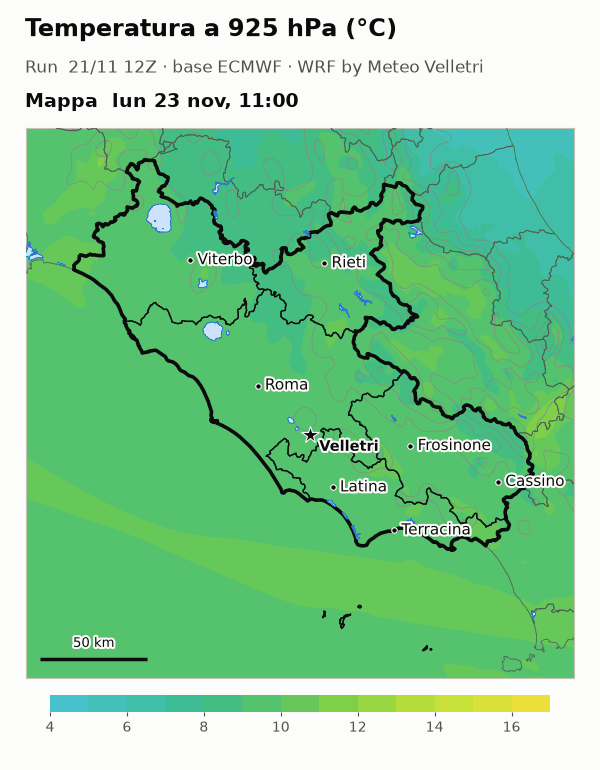 Temperatura a 925 hPa (°C)
Run  21/11 12Z · base ECMWF · WRF by Meteo Velletri
Mappa  lun 23 nov, 11:00
Viterbo
Rieti
Roma
Velletri
Frosinone
Latina
Cassino
Terracina
50 km
4 6 8 10 12 14 16